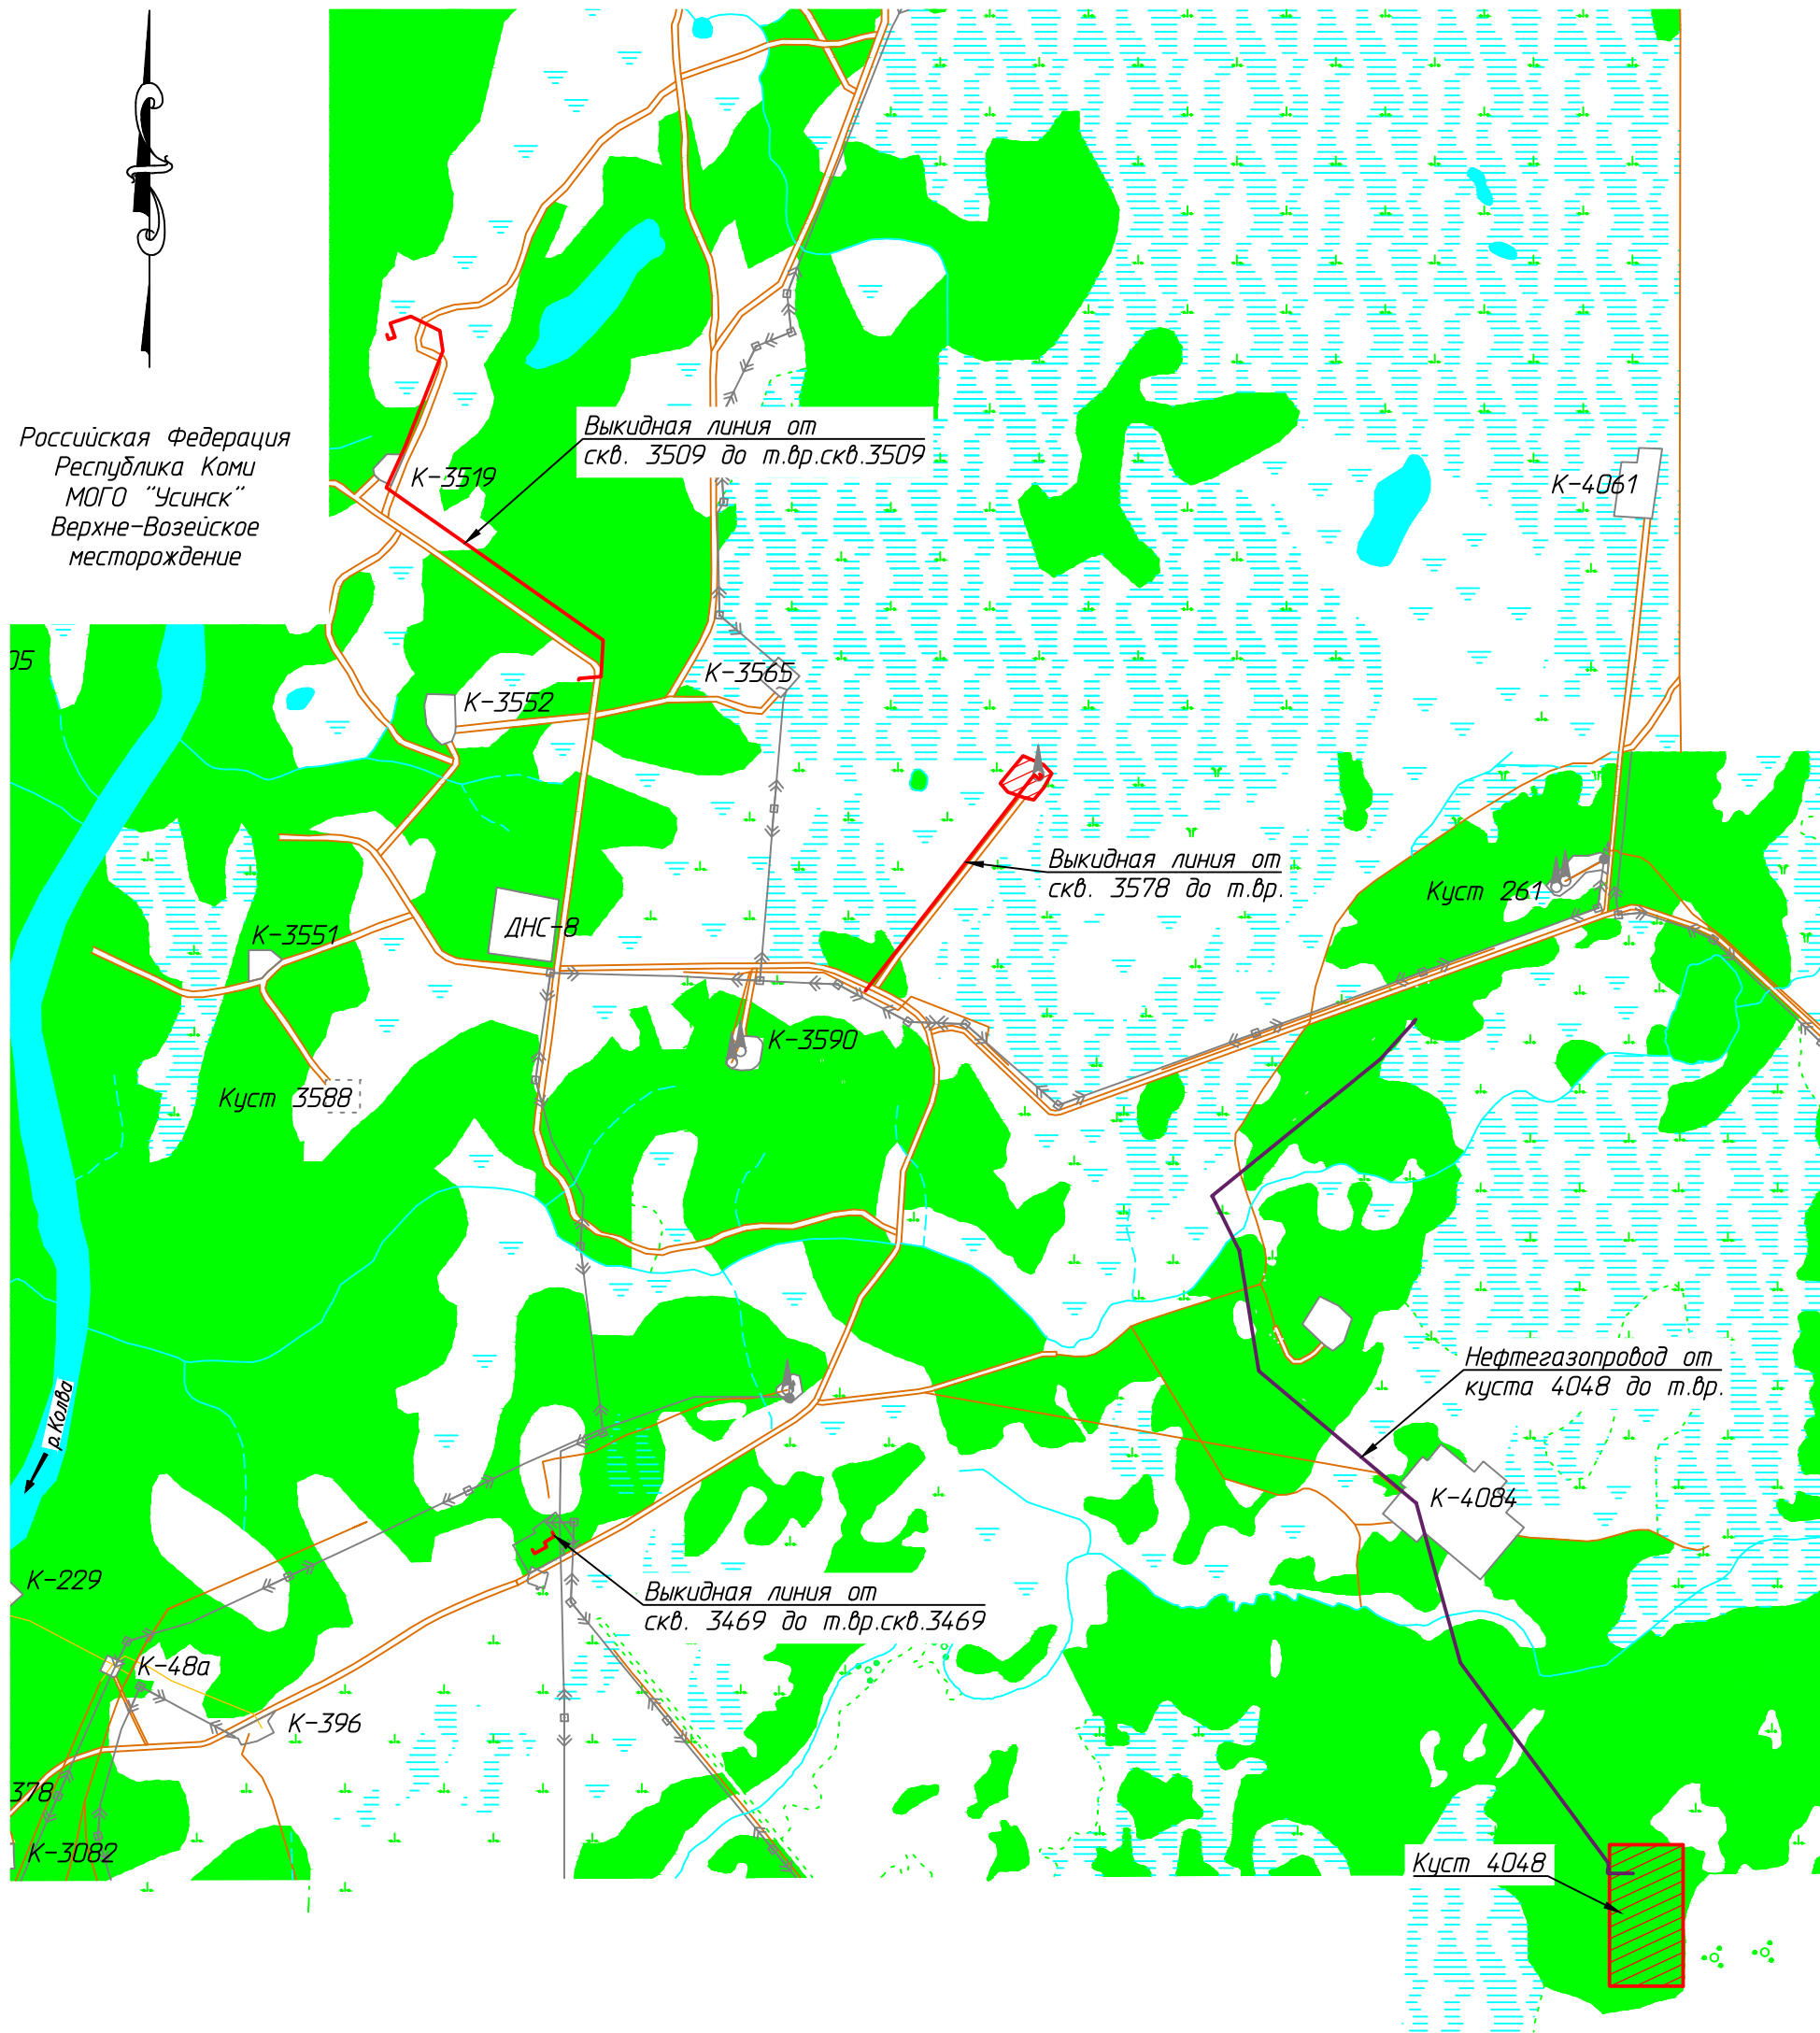 Российская Федерация
Республика Коми
МОГО "Усинск"
Верхне-Возейское
месторождение
Выкидная линия от
скв. 3509 до т.вр.скв.3509
К-3519
К-4061
05
К-3565
К-3552
Выкидная линия от
скв. 3578 до т.вр.
Куст 261
ДНС-8
К-3551
К-3590
Куст 3588
Нефтегазопровод от
куста 4048 до т.вр.
р.Колва
К-4084
К-229
Выкидная линия от
скв. 3469 до т.вр.скв.3469
К-48а
К-396
378
К-3082
Куст 4048